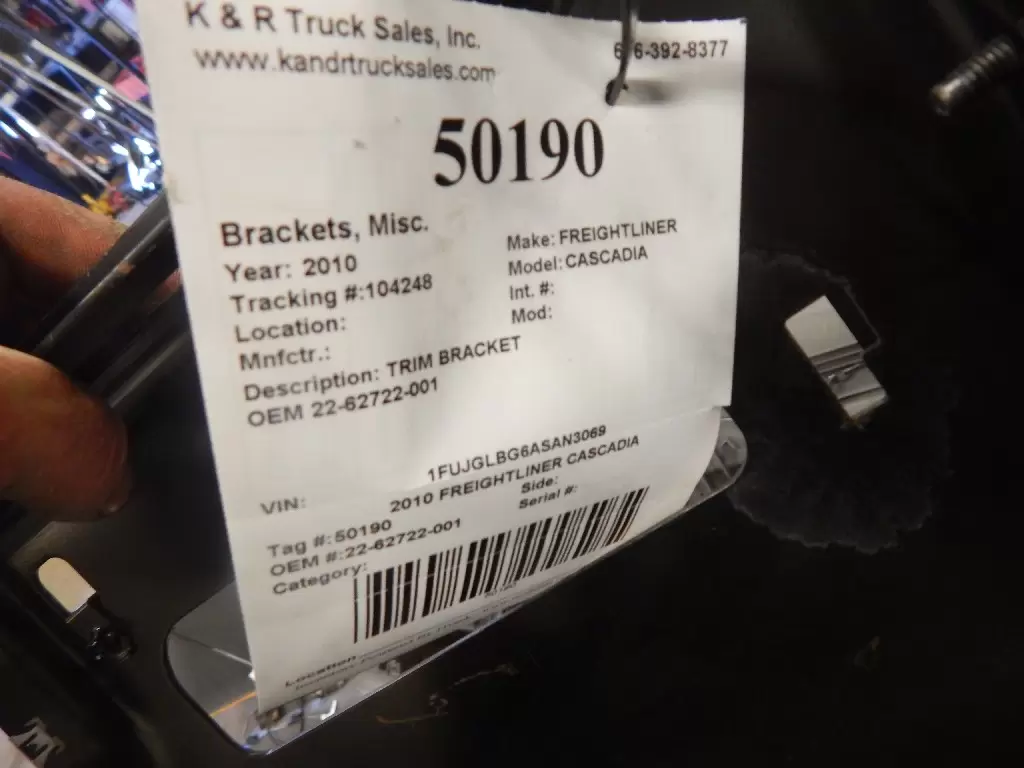 K & R Truck Sales, Inc.
www.kandrtrucksales.com
6 6-392-8377
50190
Brackets, Misc.
Year: 2010
Tracking #:104248
Location:
Mnfctr.:
Description: TRIM BRACKET
OEM 22-62722-001
Make: FREIGHTLINER
Model: CASCADIA
Int. #:
Mod:
VIN: 1FUJGLBG6ASAN3069
2010 FREIGHTLINER CASCADIA
Tag #:50190
Side:
OEM #:22-62722-001
Serial #:
Category:
50190
Location